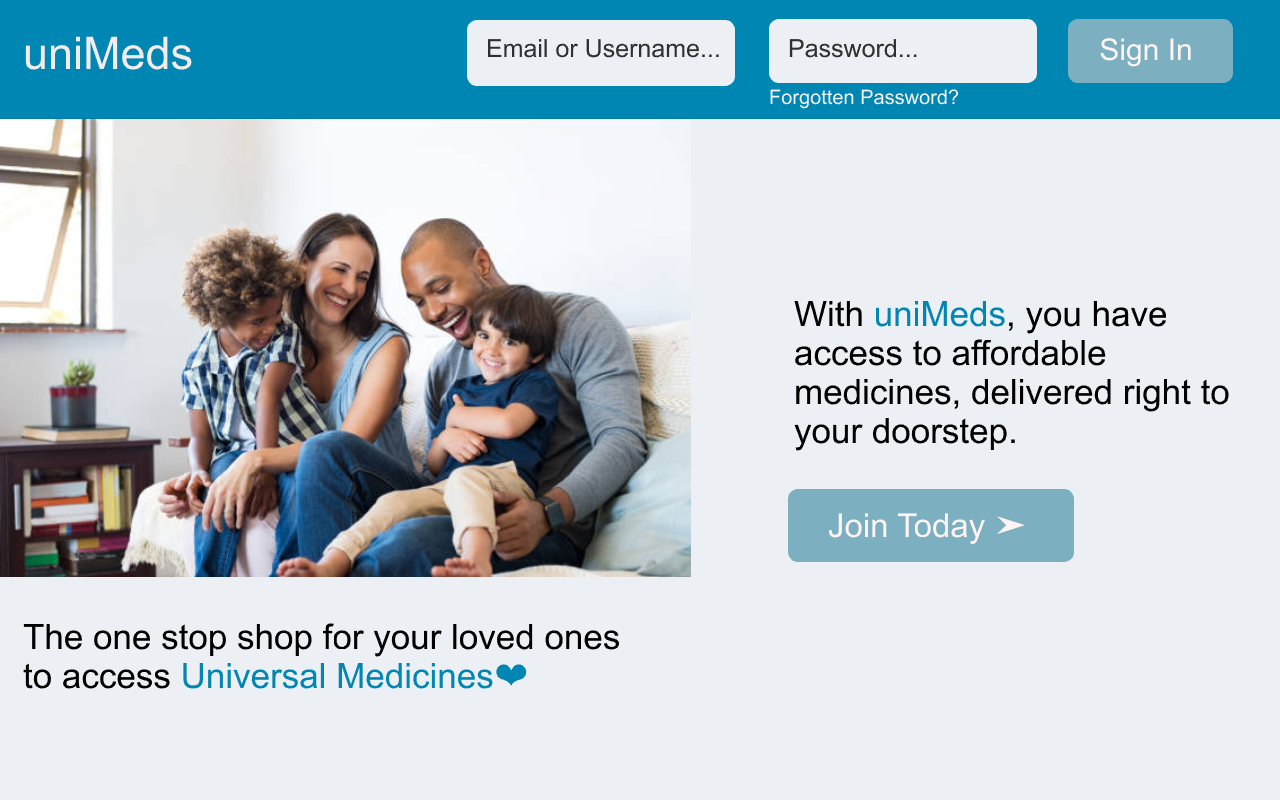 uniMeds
Email or Username...
Password...
Sign In
Forgotten Password?
With uniMeds, you have
access to affordable
medicines, delivered right to
your doorstep.
Join Today ➢
The one stop shop for your loved ones
to access Universal Medicines❤